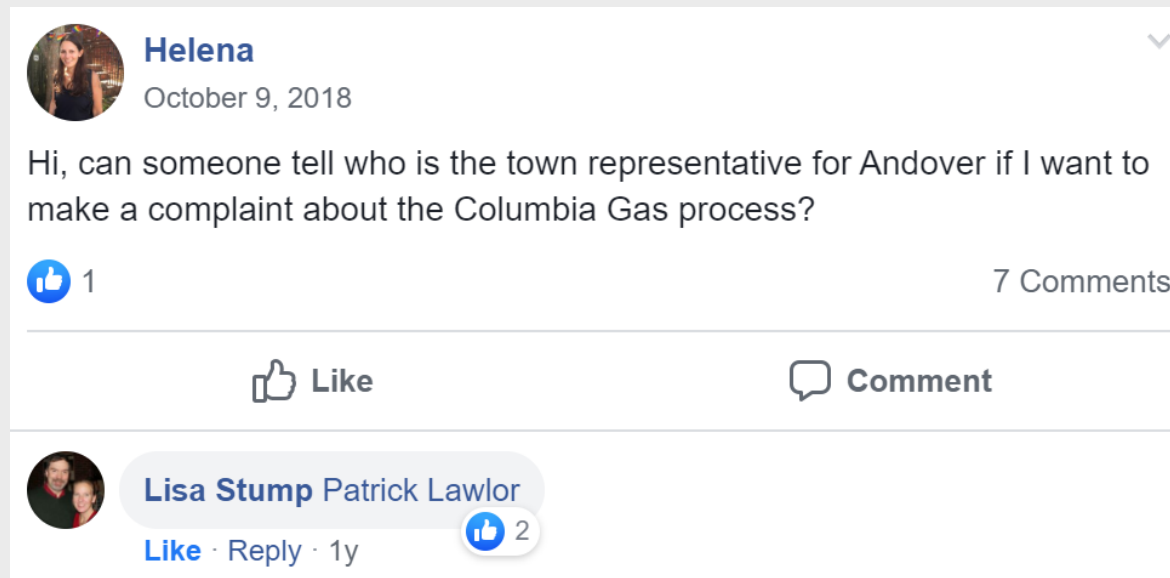 Helena
October 9, 2018
Hi, can someone tell who is the town representative for Andover if I want to
make a complaint about the Columbia Gas process?
1
7 Comments
Like
Comment
Lisa Stump Patrick Lawlor
2
Like · Reply · 1y